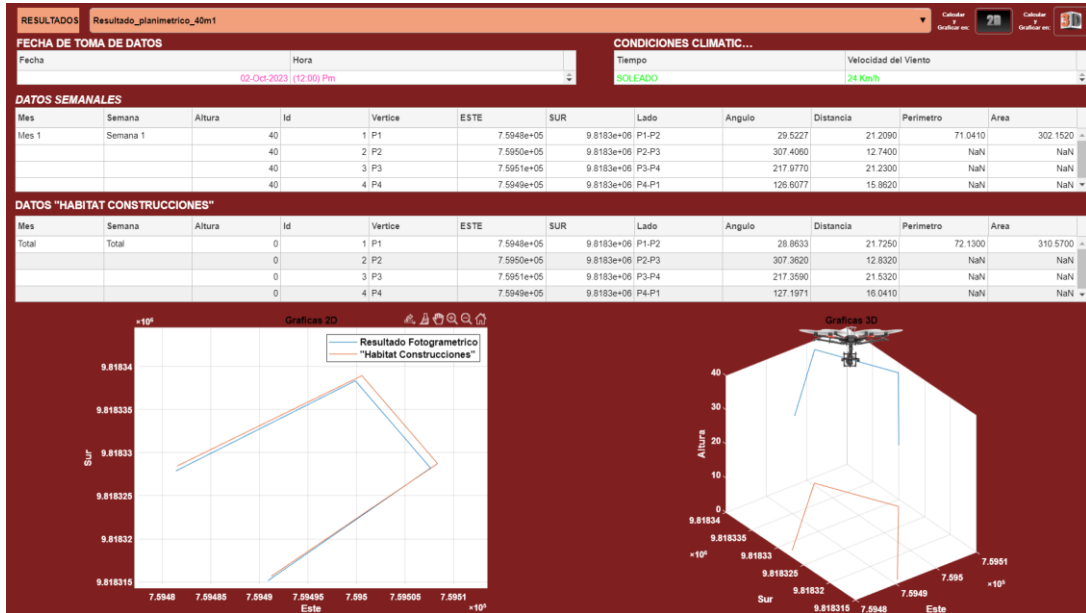 RESULTADOS Resultado_planimetrico_40m1 Calcular y Graficar en: 2D Calcular y Graficar en: 3D
FECHA DE TOMA DE DATOS
Fecha Hora
02-Oct-2023 (12:00) Pm
CONDICIONES CLIMATIC...
Tiempo Velocidad del Viento
SOLEADO 24 Km/h
DATOS SEMANALES
Mes Semana Altura Id Vertice ESTE SUR Lado Angulo Distancia Perimetro Area
Mes 1 Semana 1 40 1 P1 7.5948e+05 9.8183e+06 P1-P2 29.5227 21.2090 71.0410 302.1520
40 2 P2 7.5950e+05 9.8183e+06 P2-P3 307.4060 12.7400 NaN NaN
40 3 P3 7.5951e+05 9.8183e+06 P3-P4 217.9770 21.2300 NaN NaN
40 4 P4 7.5949e+05 9.8183e+06 P4-P1 126.6077 15.8620 NaN NaN
DATOS "HABITAT CONSTRUCCIONES"
Mes Semana Altura Id Vertice ESTE SUR Lado Angulo Distancia Perimetro Area
Total Total 0 1 P1 7.5948e+05 9.8183e+06 P1-P2 28.8633 21.7250 72.1300 310.5700
0 2 P2 7.5950e+05 9.8183e+06 P2-P3 307.3620 12.8320 NaN NaN
0 3 P3 7.5951e+05 9.8183e+06 P3-P4 217.3590 21.5320 NaN NaN
0 4 P4 7.5949e+05 9.8183e+06 P4-P1 127.1971 16.0410 NaN NaN
×10⁶ Graficas 2D
Resultado Fotogrametrico
"Habitat Construcciones"
9.81834
9.818335
9.81833
9.818325
9.81832
9.818315
Sur
7.5948 7.59485 7.5949 7.59495 7.595 7.59505 7.5951
Este ×10⁵
Graficas 3D
40
30
20
10
0
Altura
9.81834
9.818335
×10⁶ 9.81833
9.818325
9.81832
9.818315
Sur
7.5948
7.5949
7.595
7.5951
×10⁵
Este